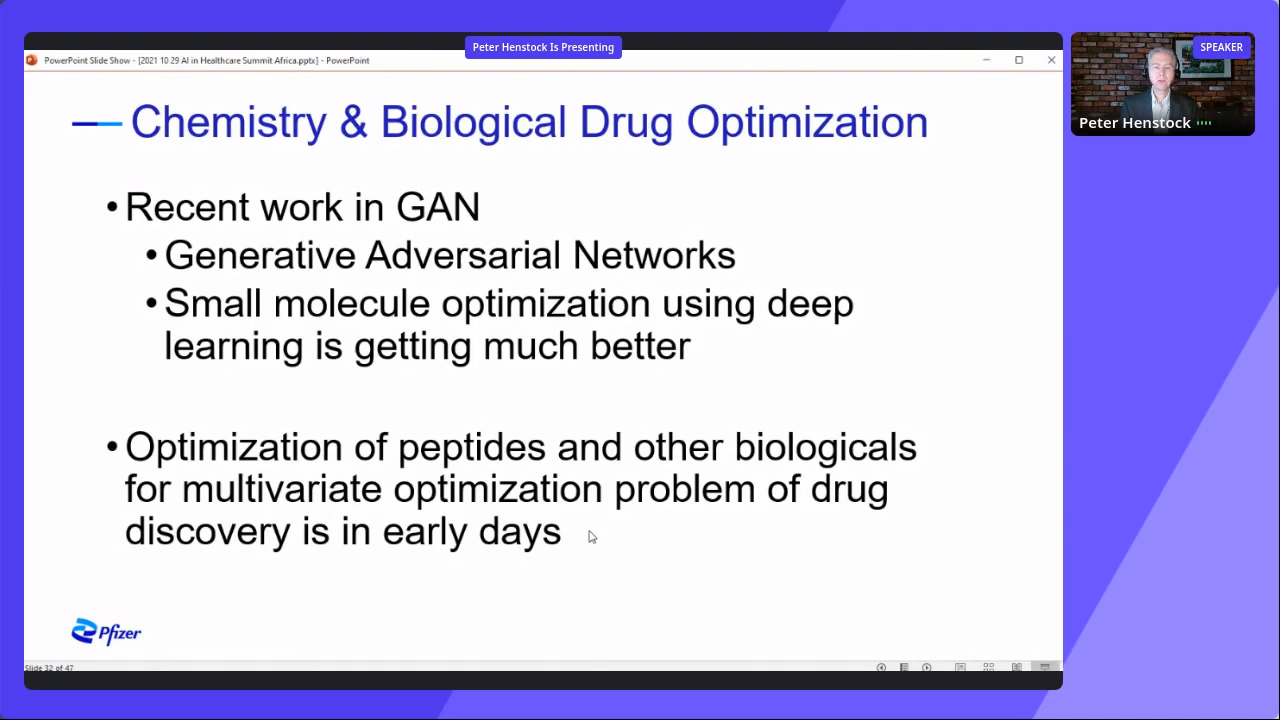 Peter Henstock Is Presenting
PowerPoint Slide Show - [2021 10 29 AI in Healthcare Summit Africa.pptx] - PowerPoint
SPEAKER
Peter Henstock
Chemistry & Biological Drug Optimization
• Recent work in GAN
• Generative Adversarial Networks
• Small molecule optimization using deep
learning is getting much better
• Optimization of peptides and other biologicals
for multivariate optimization problem of drug
discovery is in early days
Pfizer
Slide 32 of 47